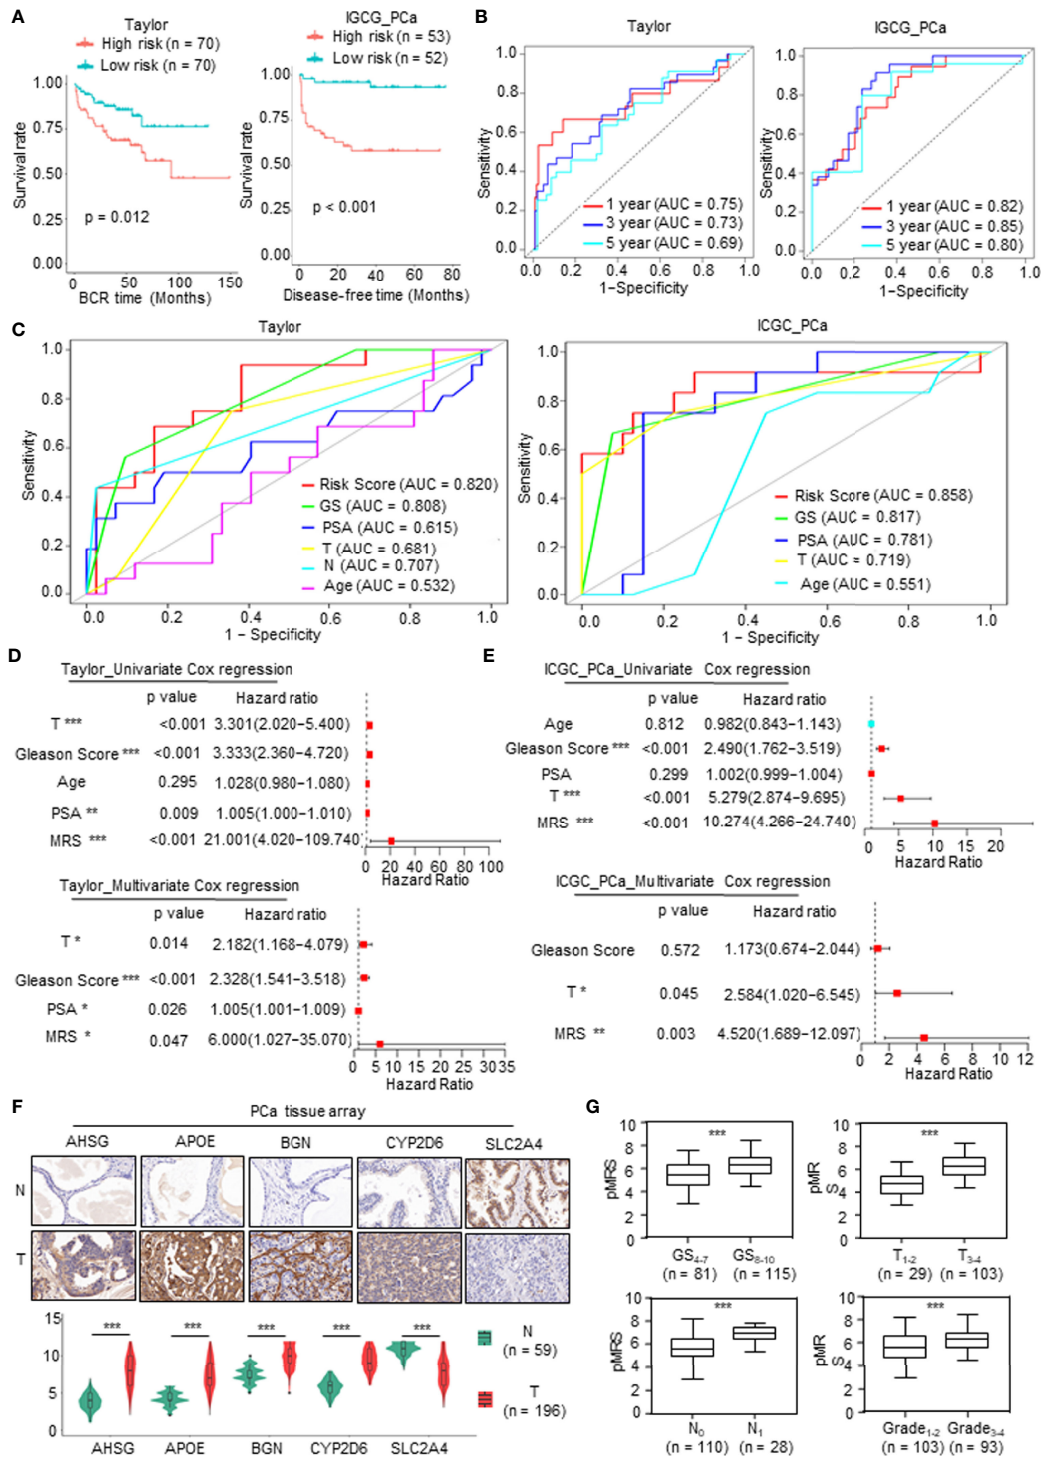 A
Taylor
High risk (n = 70)
Low risk (n = 70)
Survival rate
1.00
0.75
0.50
0.25
0.00
p = 0.012
0 50 100 150
BCR time (Months)
IGCG_PCa
High risk (n = 53)
Low risk (n = 52)
Survival rate
1.00
0.75
0.50
0.25
0.00
p < 0.001
0 20 40 60 80
Disease-free time (Months)
B
Taylor
Sensitivity
1.0
0.8
0.6
0.4
0.2
0.0
1 year (AUC = 0.75)
3 year (AUC = 0.73)
5 year (AUC = 0.69)
0.0 0.2 0.4 0.6 0.8 1.0
1-Specificity
IGCG_PCa
Sensitivity
1.0
0.8
0.6
0.4
0.2
0.0
1 year (AUC = 0.82)
3 year (AUC = 0.85)
5 year (AUC = 0.80)
0.0 0.2 0.4 0.6 0.8 1.0
1-Specificity
C
Taylor
Sensitivity
1.0
0.8
0.6
0.4
0.2
0.0
Risk Score (AUC = 0.820)
GS (AUC = 0.808)
PSA (AUC = 0.615)
T (AUC = 0.681)
N (AUC = 0.707)
Age (AUC = 0.532)
0.0 0.2 0.4 0.6 0.8 1.0
1 - Specificity
ICGC_PCa
Sensitivity
1.0
0.8
0.6
0.4
0.2
0.0
Risk Score (AUC = 0.858)
GS (AUC = 0.817)
PSA (AUC = 0.781)
T (AUC = 0.719)
Age (AUC = 0.551)
0.0 0.2 0.4 0.6 0.8 1.0
1 - Specificity
D
Taylor_Univariate Cox regression
p value Hazard ratio
T *** <0.001 3.301(2.020-5.400)
Gleason Score *** <0.001 3.333(2.360-4.720)
Age 0.295 1.028(0.980-1.080)
PSA ** 0.009 1.005(1.000-1.010)
MRS *** <0.001 21.001(4.020-109.740)
0 20 40 60 80 100
Hazard Ratio
Taylor_Multivariate Cox regression
p value Hazard ratio
T * 0.014 2.182(1.168-4.079)
Gleason Score *** <0.001 2.328(1.541-3.518)
PSA * 0.026 1.005(1.001-1.009)
MRS * 0.047 6.000(1.027-35.070)
0 5 10 15 20 25 30 35
Hazard Ratio
E
ICGC_PCa_Univariate Cox regression
p value Hazard ratio
Age 0.812 0.982(0.843-1.143)
Gleason Score *** <0.001 2.490(1.762-3.519)
PSA 0.299 1.002(0.999-1.004)
T *** <0.001 5.279(2.874-9.695)
MRS *** <0.001 10.274(4.266-24.740)
0 5 10 15 20
Hazard Ratio
ICGC_PCa_Multivariate Cox regression
p value Hazard ratio
Gleason Score 0.572 1.173(0.674-2.044)
T * 0.045 2.584(1.020-6.545)
MRS ** 0.003 4.520(1.689-12.097)
0 2 4 6 8 10 12
Hazard Ratio
F
PCa tissue array
AHSG APOE BGN CYP2D6 SLC2A4
N
T
15
10
5
0
*** *** *** *** ***
N
(n = 59)
T
(n = 196)
AHSG APOE BGN CYP2D6 SLC2A4
G
pMRS
10
8
6
4
2
0
***
GS4-7 GS8-10
(n = 81) (n = 115)
pMR
S
10
8
6
4
2
0
***
T1-2 T3-4
(n = 29) (n = 103)
pMRS
10
8
6
4
2
0
***
N0 N1
(n = 110) (n = 28)
pMR
S
10
8
6
4
2
0
***
Grade1-2 Grade3-4
(n = 103) (n = 93)